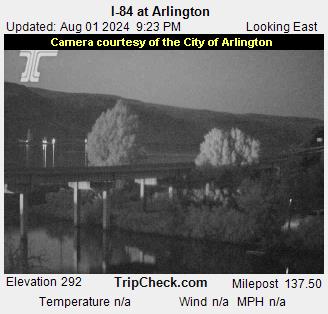 I-84 at Arlington
Updated: Aug 01 2024 9:23 PM Looking East
Camera courtesy of the City of Arlington
Elevation 292 TripCheck.com Milepost 137.50
Temperature n/a Wind n/a MPH n/a